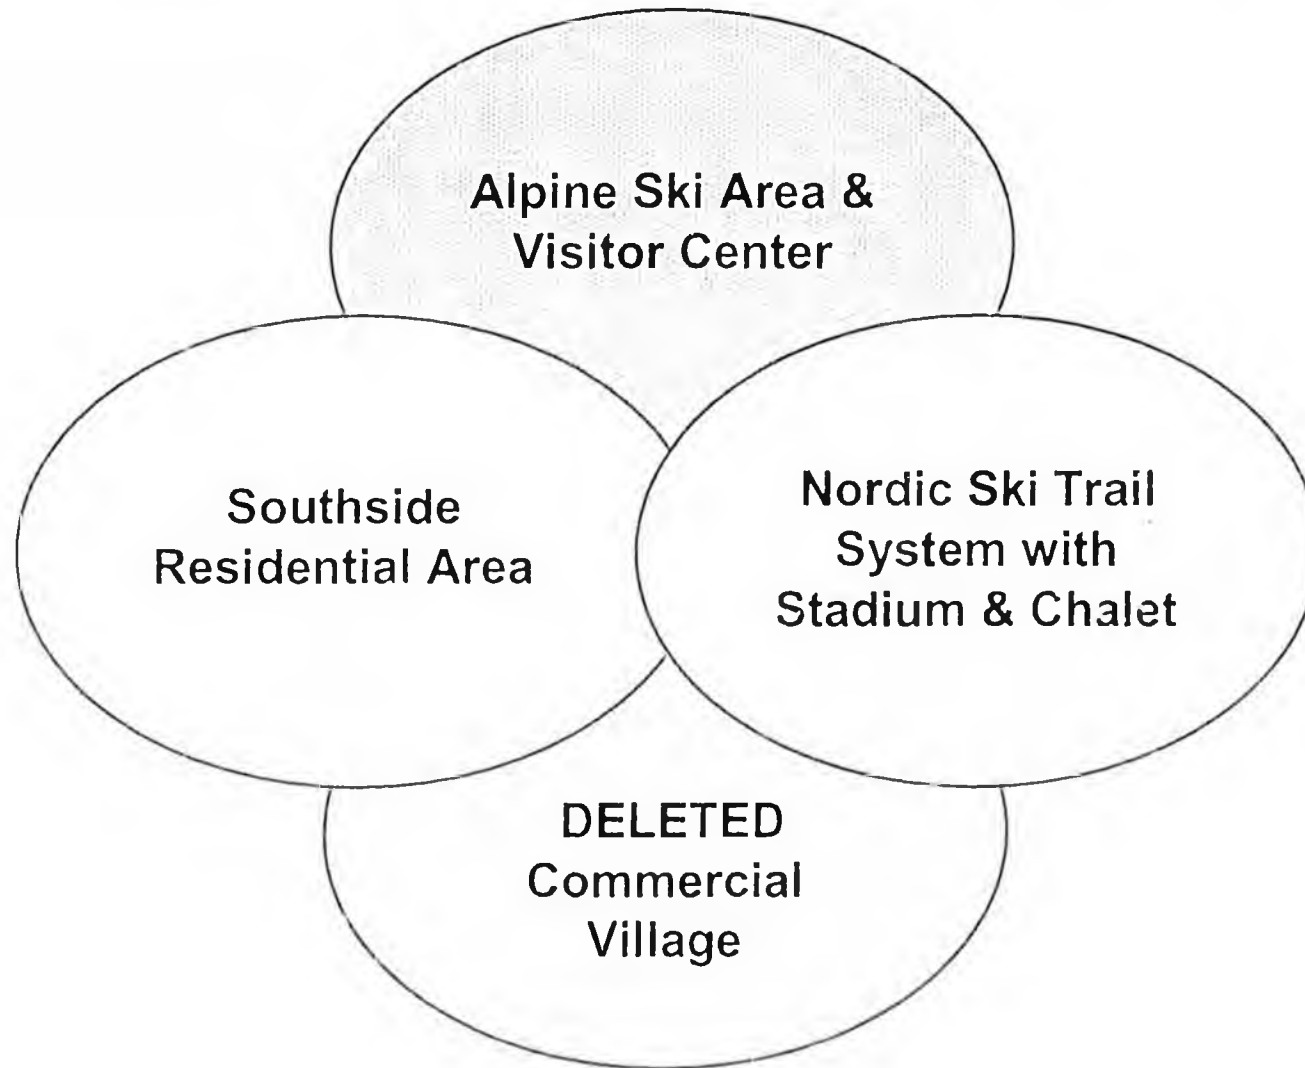 Alpine Ski Area &
Visitor Center
Southside
Residential Area
Nordic Ski Trail
System with
Stadium & Chalet
DELETED
Commercial
Village